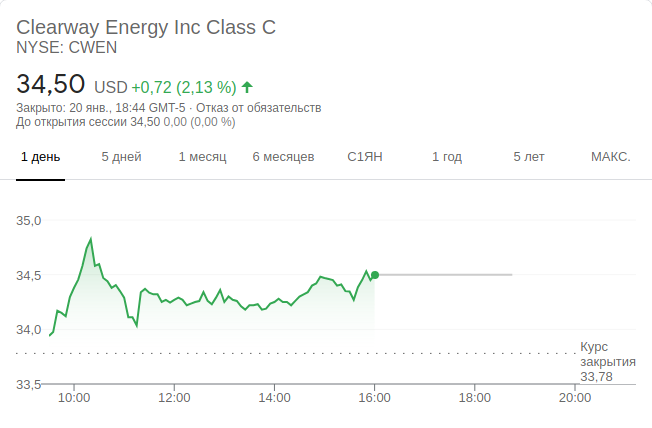 Clearway Energy Inc Class C
NYSE: CWEN
34,50 USD +0,72 (2,13 %)
Закрыто: 20 янв., 18:44 GMT-5 · Отказ от обязательств
До открытия сессии 34,50 0,00 (0,00 %)
1 день 5 дней 1 месяц 6 месяцев С1ЯН 1 год 5 лет МАКС.
35,0
34,5
34,0
Курс
закрытия
33,78
33,5
10:00 12:00 14:00 16:00 18:00 20:00